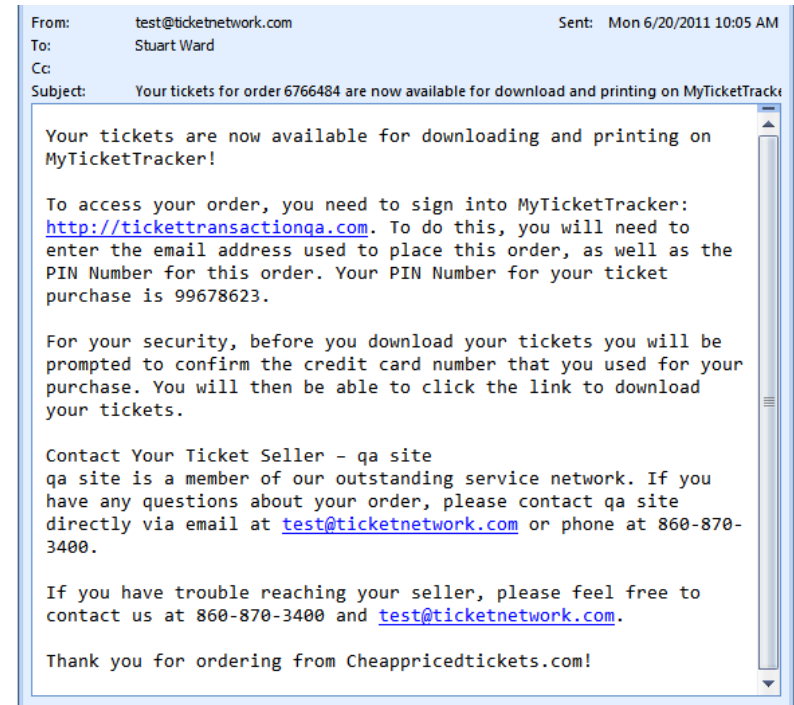 From: test@ticketnetwork.com Sent: Mon 6/20/2011 10:05 AM
To: Stuart Ward
Cc:
Subject: Your tickets for order 6766484 are now available for download and printing on MyTicketTracke
Your tickets are now available for downloading and printing on
MyTicketTracker!
To access your order, you need to sign into MyTicketTracker:
http://tickettransactionqa.com. To do this, you will need to
enter the email address used to place this order, as well as the
PIN Number for this order. Your PIN Number for your ticket
purchase is 99678623.
For your security, before you download your tickets you will be
prompted to confirm the credit card number that you used for your
purchase. You will then be able to click the link to download
your tickets.
Contact Your Ticket Seller – qa site
qa site is a member of our outstanding service network. If you
have any questions about your order, please contact qa site
directly via email at test@ticketnetwork.com or phone at 860-870-
3400.
If you have trouble reaching your seller, please feel free to
contact us at 860-870-3400 and test@ticketnetwork.com.
Thank you for ordering from Cheappricedtickets.com!